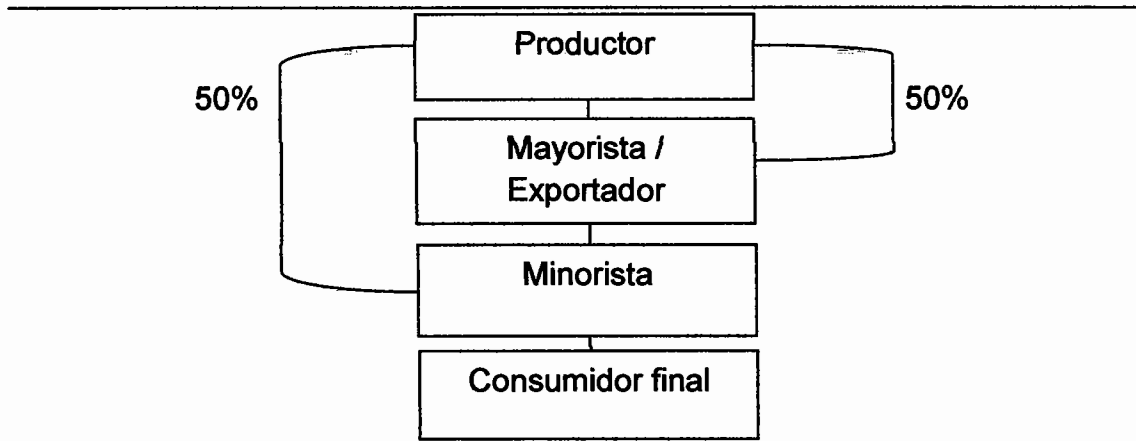 Productor
50%
50%
Mayorista /
Exportador
Minorista
Consumidor final